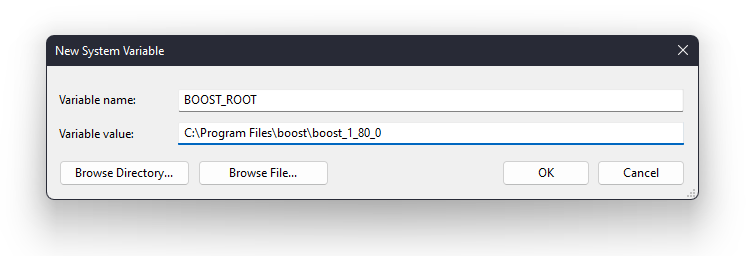 New System Variable
Variable name: BOOST_ROOT
Variable value: C:\Program Files\boost\boost_1_80_0
Browse Directory... Browse File... OK Cancel